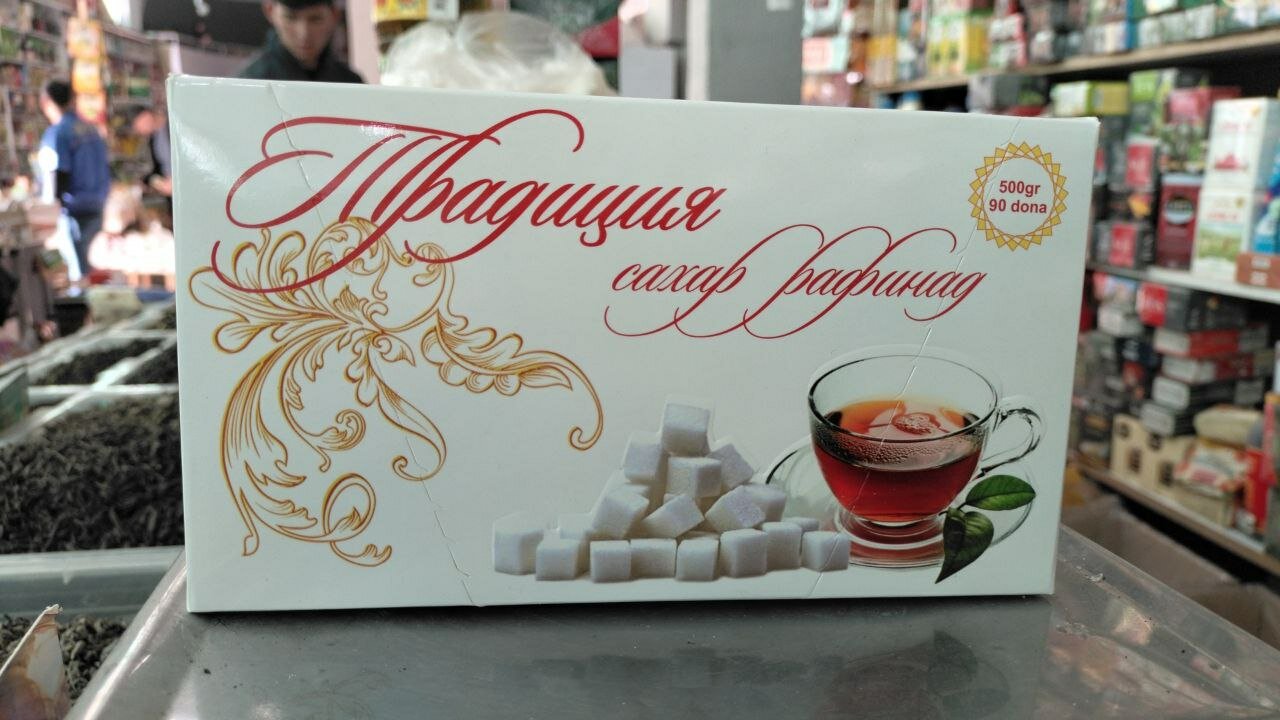 Традиция
сахар рафинад
500gr
90 dona